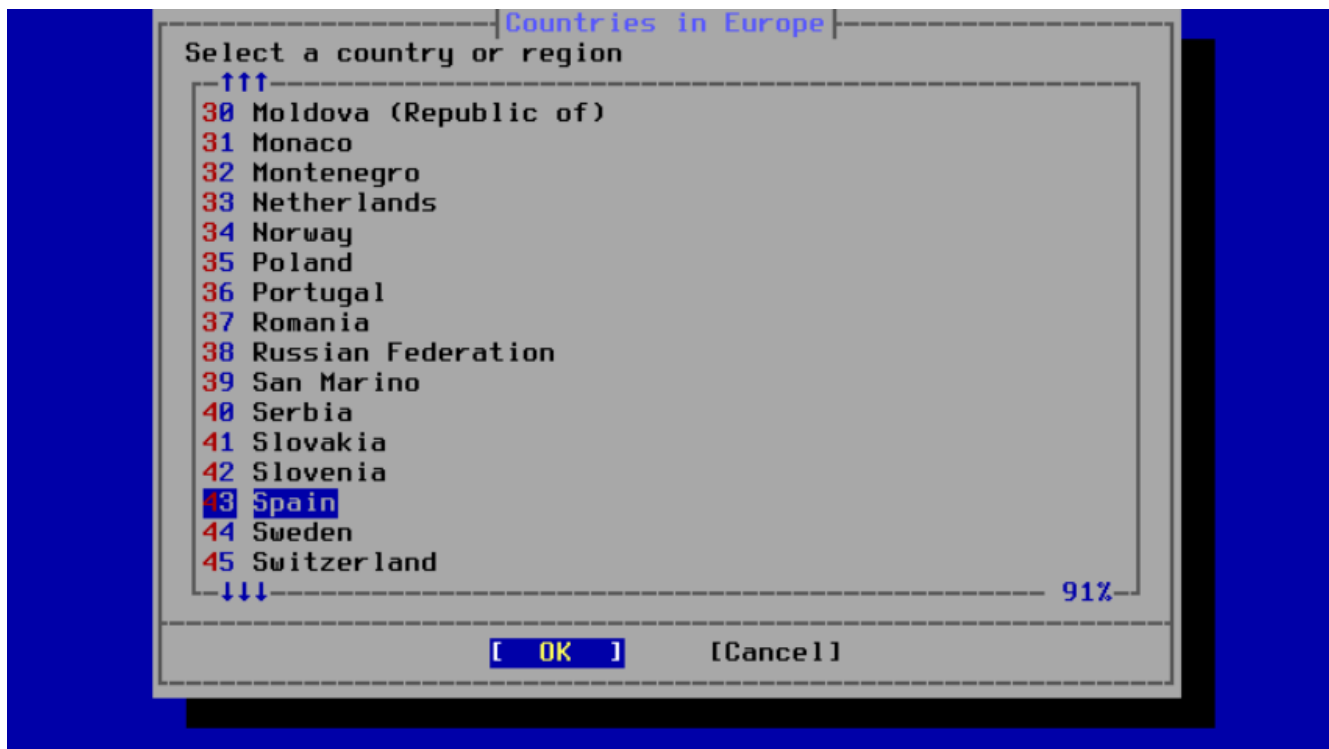 Countries in Europe
Select a country or region
↑↑↑
30 Moldova (Republic of)
31 Monaco
32 Montenegro
33 Netherlands
34 Norway
35 Poland
36 Portugal
37 Romania
38 Russian Federation
39 San Marino
40 Serbia
41 Slovakia
42 Slovenia
43 Spain
44 Sweden
45 Switzerland
↓↓↓ 91%
[ OK ] [Cancel]